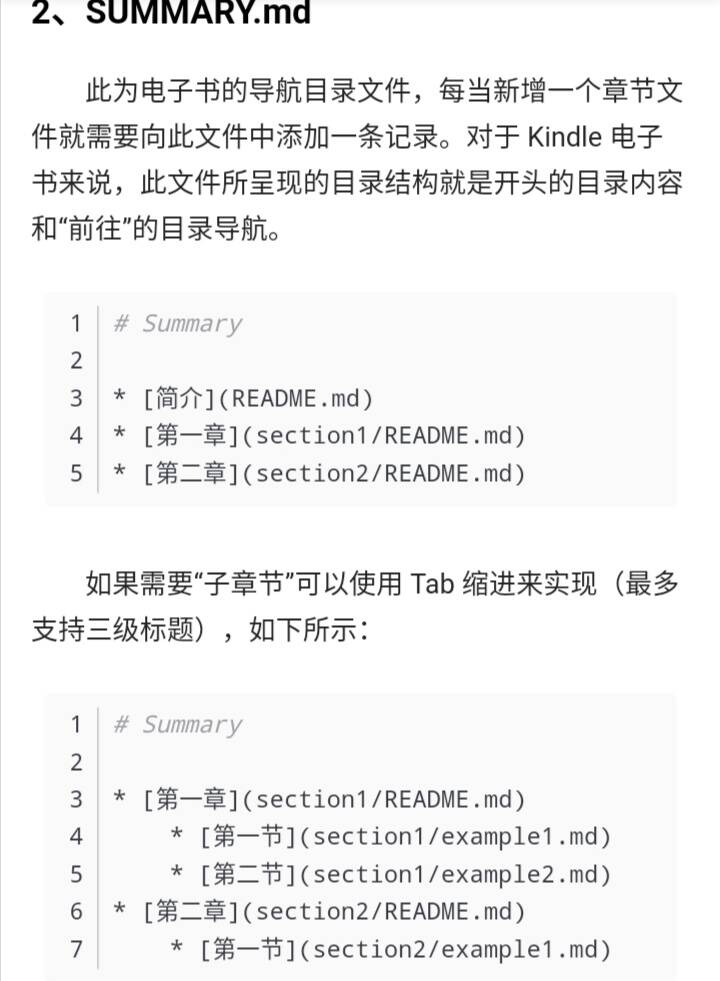 2、SUMMARY.md
此为电子书的导航目录文件，每当新增一个章节文
件就需要向此文件中添加一条记录。对于 Kindle 电子
书来说，此文件所呈现的目录结构就是开头的目录内容
和“前往”的目录导航。
1 # Summary
2
3 * [简介](README.md)
4 * [第一章](section1/README.md)
5 * [第二章](section2/README.md)
如果需要“子章节”可以使用 Tab 缩进来实现（最多
支持三级标题），如下所示：
1 # Summary
2
3 * [第一章](section1/README.md)
4     * [第一节](section1/example1.md)
5     * [第二节](section1/example2.md)
6 * [第二章](section2/README.md)
7     * [第一节](section2/example1.md)